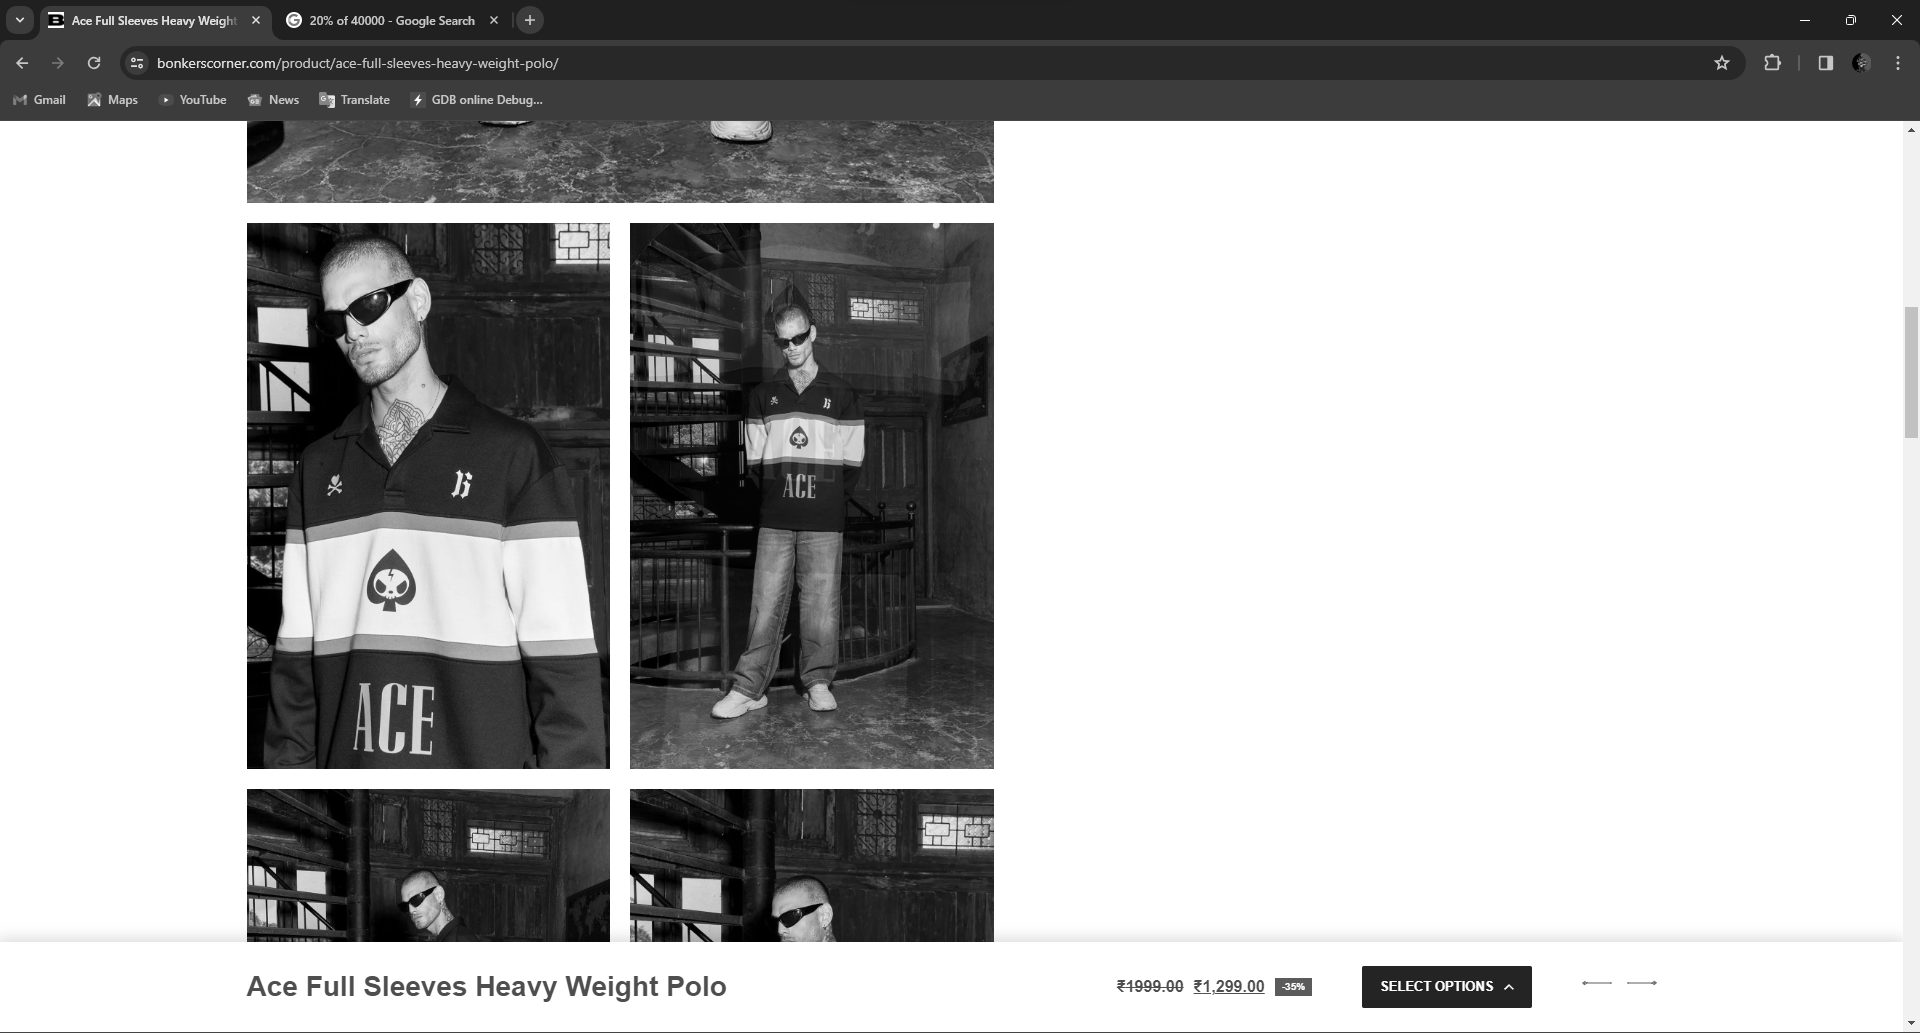 Ace Full Sleeves Heavy Weight
20% of 40000 - Google Search
bonkerscorner.com/product/ace-full-sleeves-heavy-weight-polo/
Gmail
Maps
YouTube
News
Translate
GDB online Debug...
B
ACE
B
ACE
Ace Full Sleeves Heavy Weight Polo
₹1999.00 ₹1,299.00 -35%
SELECT OPTIONS